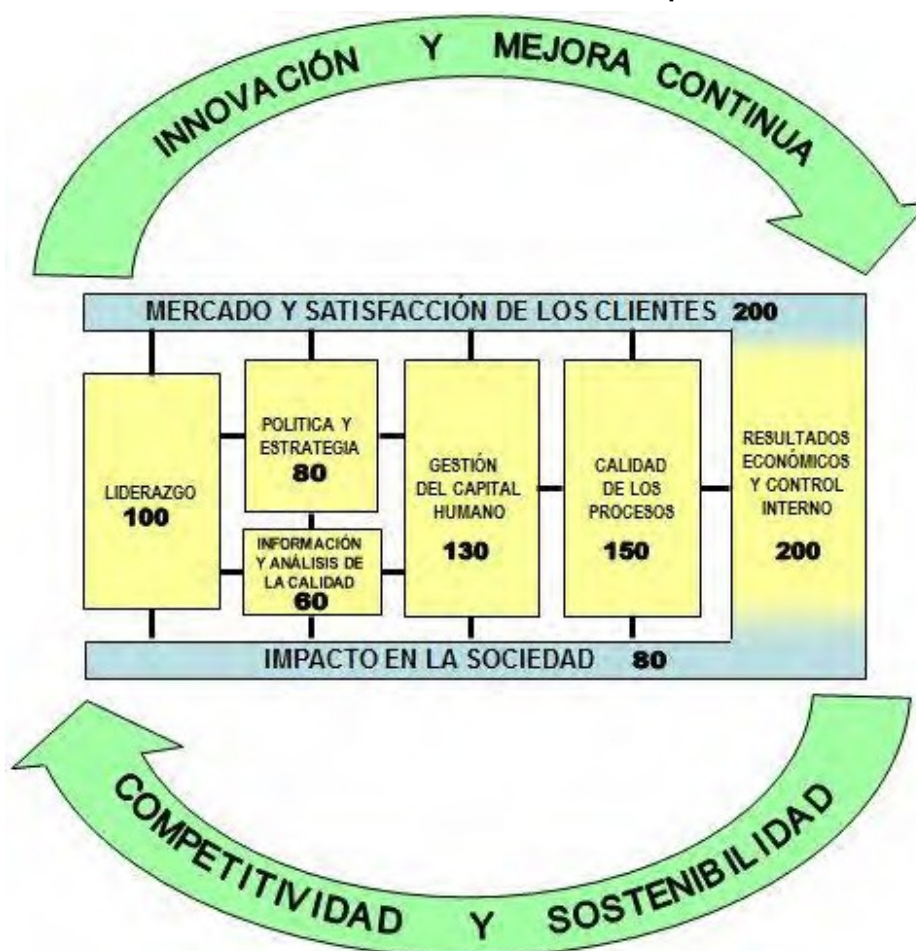 INNOVACIÓN Y MEJORA CONTINUA
MERCADO Y SATISFACCIÓN DE LOS CLIENTES 200
LIDERAZGO
100
POLITICA Y
ESTRATEGIA
80
INFORMACIÓN
Y ANÁLISIS DE
LA CALIDAD
60
GESTIÓN
DEL CAPITAL
HUMANO
130
CALIDAD
DE LOS
PROCESOS
150
RESULTADOS
ECONÓMICOS
Y CONTROL
INTERNO
200
IMPACTO EN LA SOCIEDAD 80
COMPETITIVIDAD Y SOSTENIBILIDAD